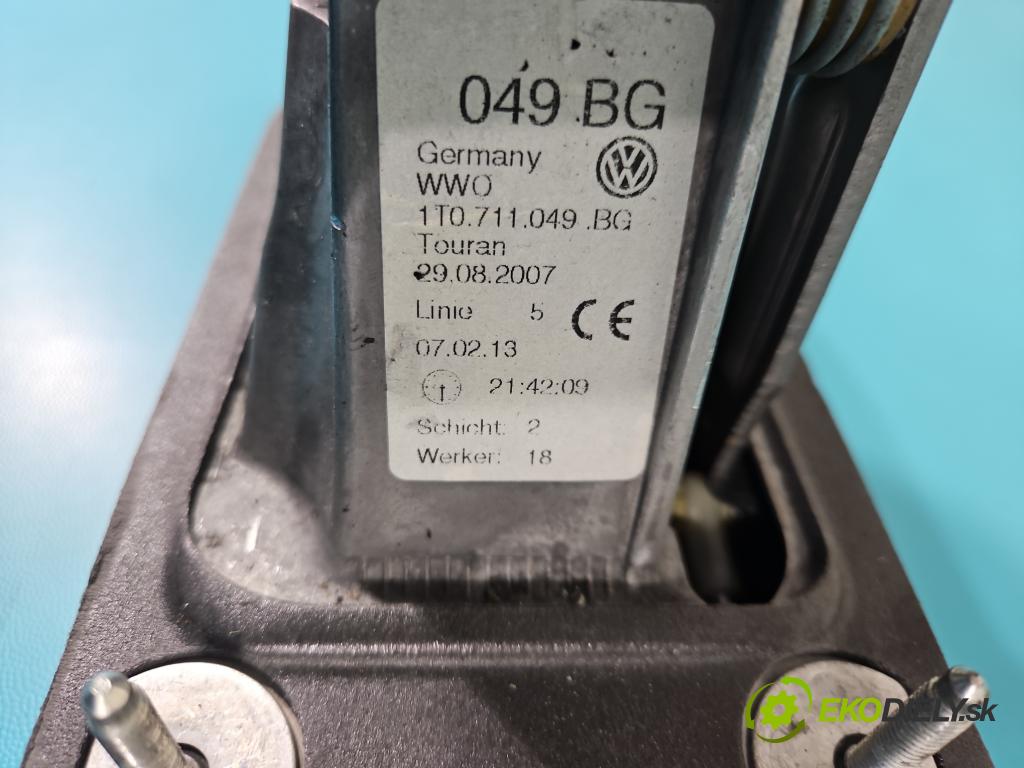 049 BG
Germany
WWO
1T0.711.049 .BG
Touran
29.08.2007
Linie 5 CE
07.02.13
21:42:09
Schicht: 2
Werker: 18
EKODIELY.sk